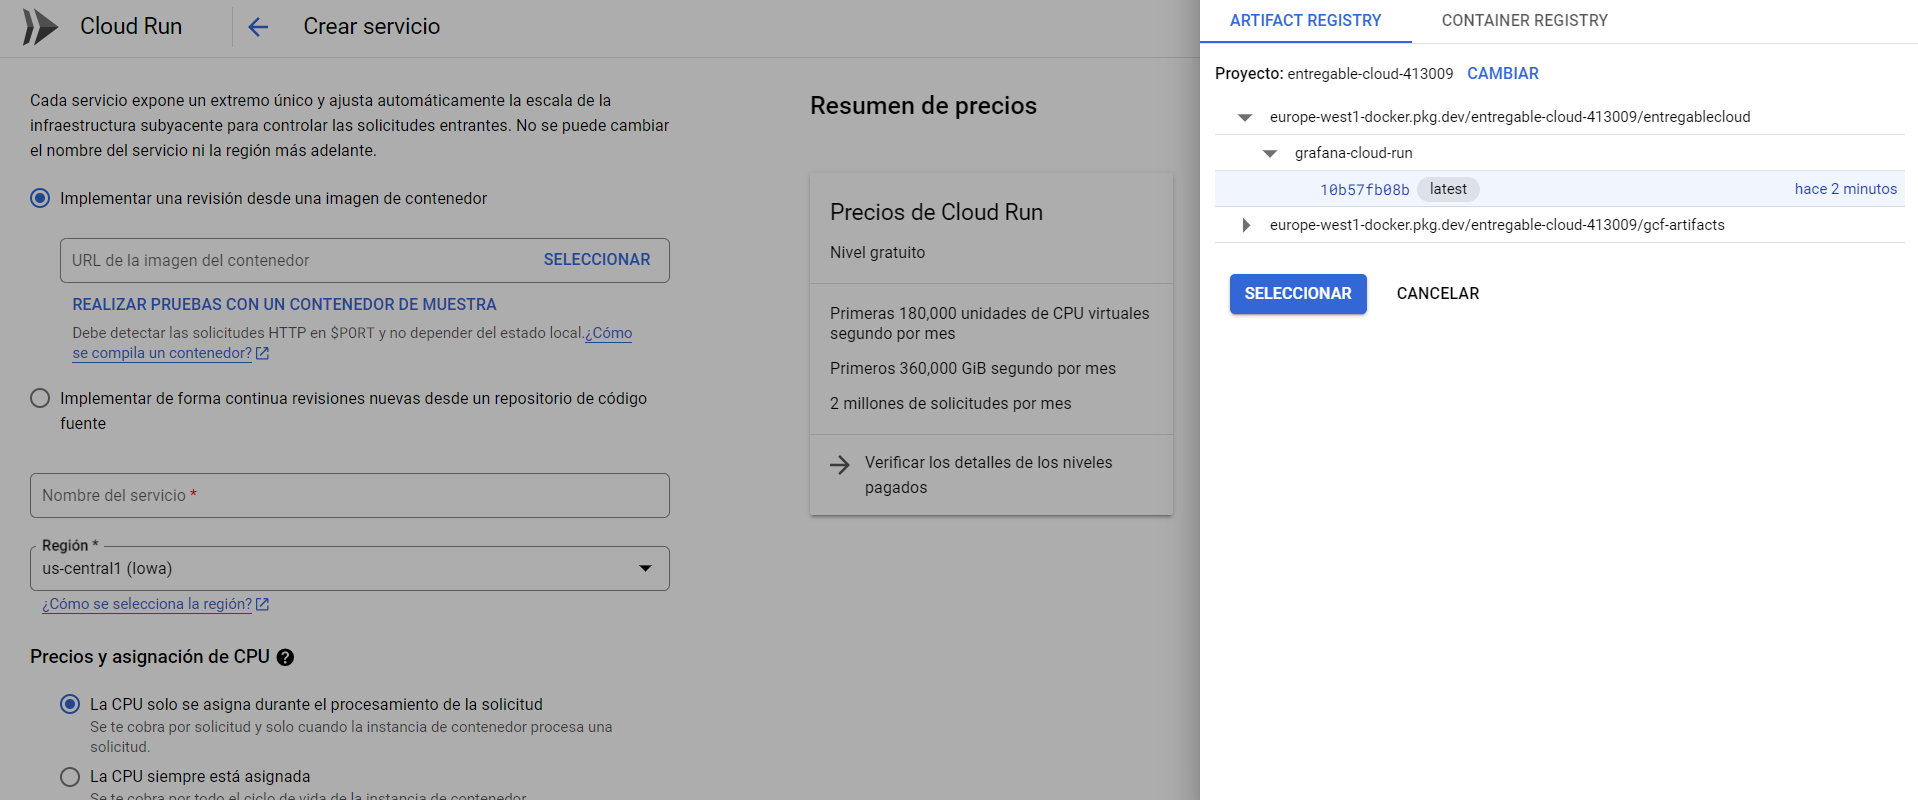 Cloud Run
Crear servicio
Cada servicio expone un extremo único y ajusta automáticamente la escala de la
infraestructura subyacente para controlar las solicitudes entrantes. No se puede cambiar
el nombre del servicio ni la región más adelante.
Implementar una revisión desde una imagen de contenedor
URL de la imagen del contenedor
SELECCIONAR
REALIZAR PRUEBAS CON UN CONTENEDOR DE MUESTRA
Debe detectar las solicitudes HTTP en $PORT y no depender del estado local.¿Cómo
se compila un contenedor?
Implementar de forma continua revisiones nuevas desde un repositorio de código
fuente
Nombre del servicio *
Región *
us-central1 (Iowa)
¿Cómo se selecciona la región?
Precios y asignación de CPU
La CPU solo se asigna durante el procesamiento de la solicitud
Se te cobra por solicitud y solo cuando la instancia de contenedor procesa una
solicitud.
La CPU siempre está asignada
Se te cobra por todo el ciclo de vida de la instancia de contenedor.
Resumen de precios
Precios de Cloud Run
Nivel gratuito
Primeras 180,000 unidades de CPU virtuales
segundo por mes
Primeros 360,000 GiB segundo por mes
2 millones de solicitudes por mes
Verificar los detalles de los niveles
pagados
ARTIFACT REGISTRY
CONTAINER REGISTRY
Proyecto: entregable-cloud-413009 CAMBIAR
europe-west1-docker.pkg.dev/entregable-cloud-413009/entregablecloud
grafana-cloud-run
10b57fb08b latest hace 2 minutos
europe-west1-docker.pkg.dev/entregable-cloud-413009/gcf-artifacts
SELECCIONAR
CANCELAR